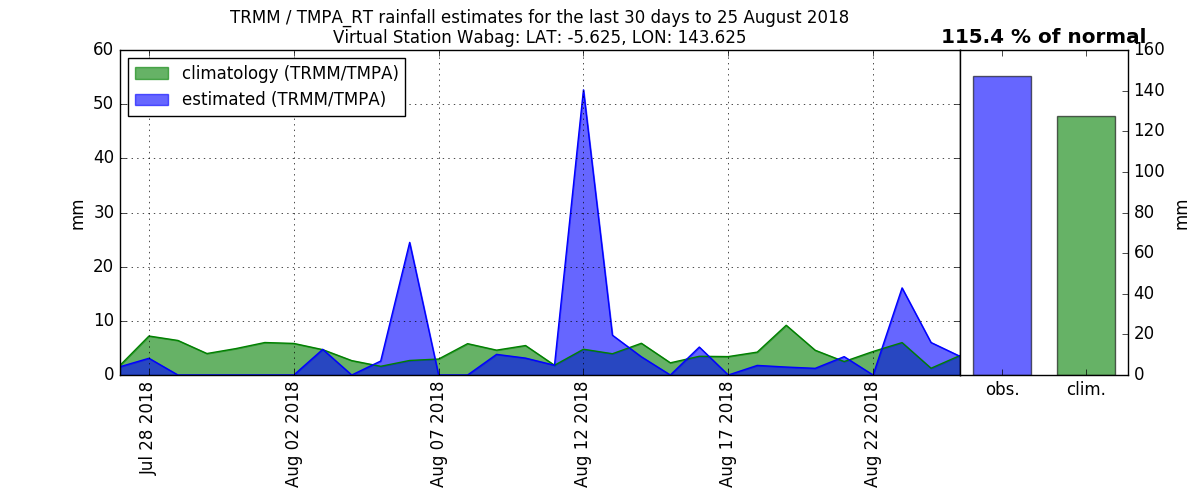 TRMM / TMPA_RT rainfall estimates for the last 30 days to 25 August 2018
Virtual Station Wabag: LAT: -5.625, LON: 143.625
115.4 % of normal
climatology (TRMM/TMPA)
estimated (TRMM/TMPA)
60
50
40
30
20
10
0
mm
Jul 28 2018
Aug 02 2018
Aug 07 2018
Aug 12 2018
Aug 17 2018
Aug 22 2018
160
140
120
100
80
60
40
20
0
mm
obs.
clim.